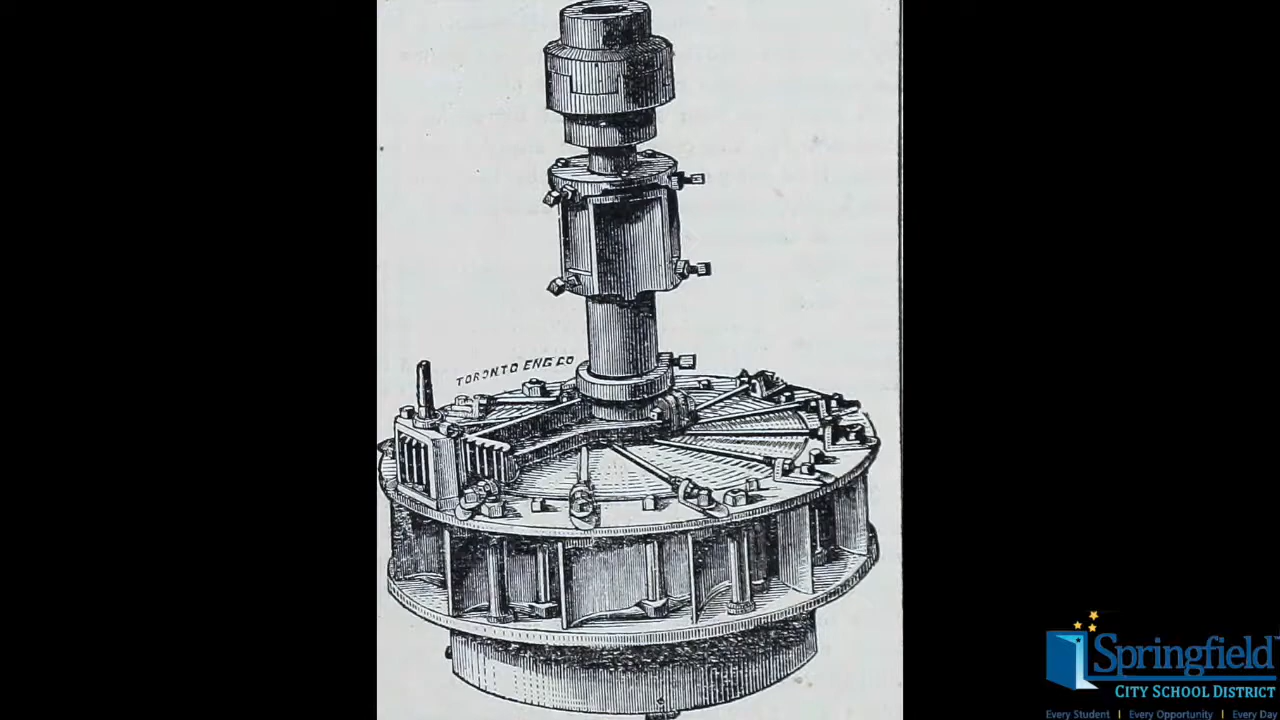 TORONTO ENG CO
Springfield
CITY SCHOOL DISTRICT
Every Student | Every Opportunity | Every Day